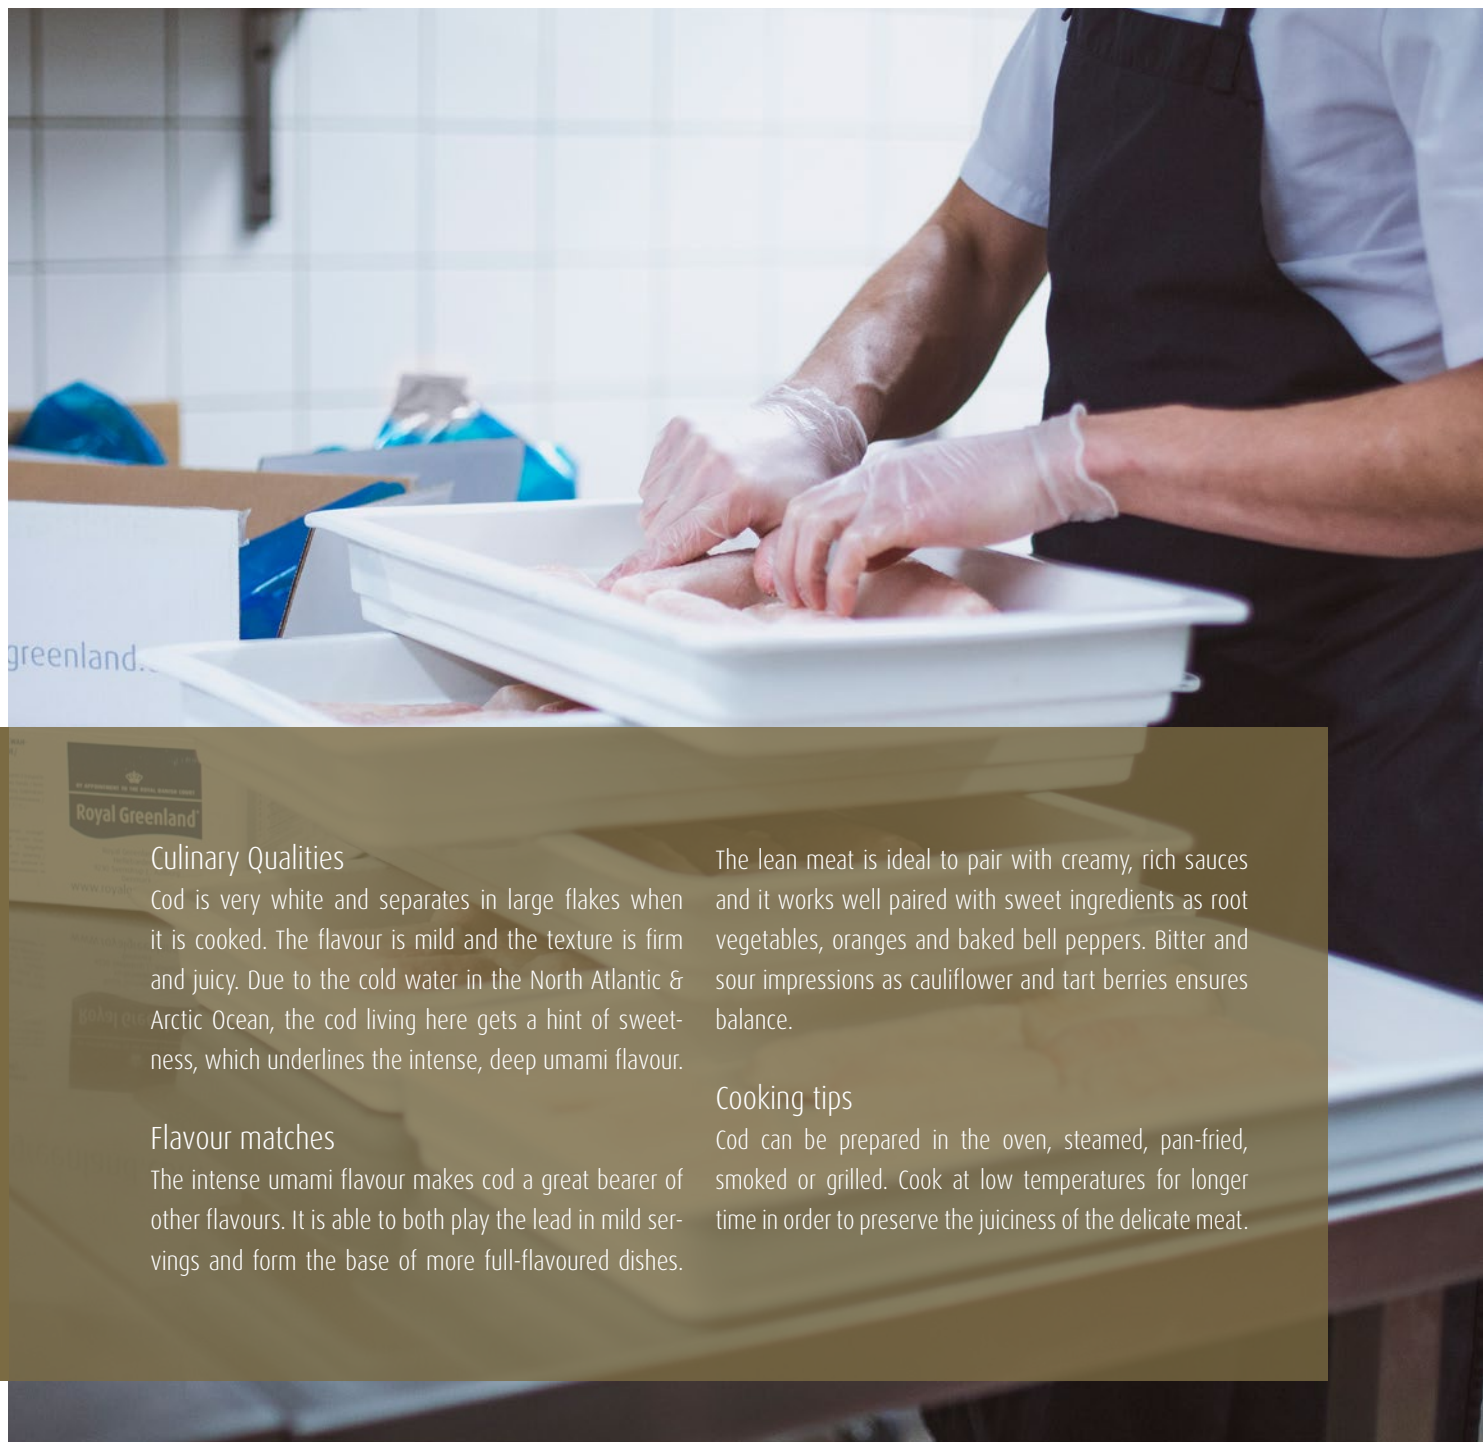 greenland.
BY APPOINTMENT TO THE ROYAL DANISH COURT
Royal Greenland
Culinary Qualities
Cod is very white and separates in large flakes when
it is cooked. The flavour is mild and the texture is firm
and juicy. Due to the cold water in the North Atlantic &
Arctic Ocean, the cod living here gets a hint of sweet-
ness, which underlines the intense, deep umami flavour.
Flavour matches
The intense umami flavour makes cod a great bearer of
other flavours. It is able to both play the lead in mild ser-
vings and form the base of more full-flavoured dishes.
The lean meat is ideal to pair with creamy, rich sauces
and it works well paired with sweet ingredients as root
vegetables, oranges and baked bell peppers. Bitter and
sour impressions as cauliflower and tart berries ensures
balance.
Cooking tips
Cod can be prepared in the oven, steamed, pan-fried,
smoked or grilled. Cook at low temperatures for longer
time in order to preserve the juiciness of the delicate meat.